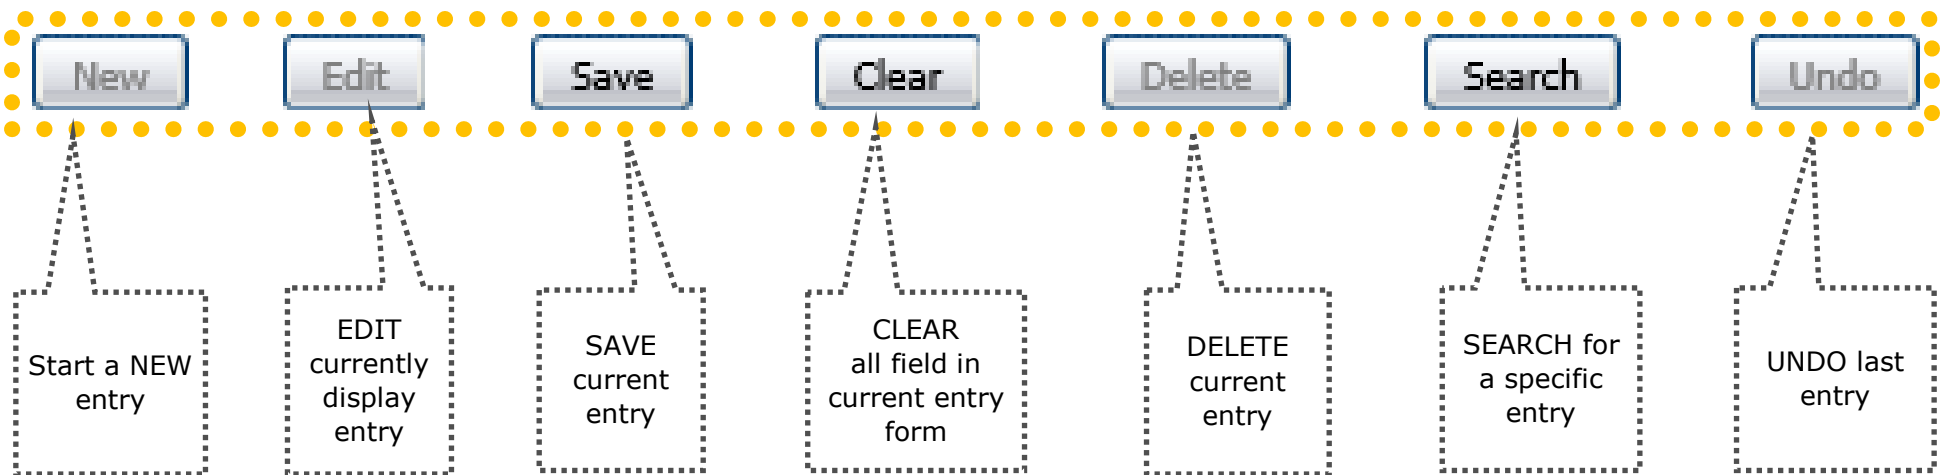 New
Edit
Save
Clear
Delete
Search
Undo
Start a NEW
entry
EDIT
currently
display
entry
SAVE
current
entry
CLEAR
all field in
current entry
form
DELETE
current
entry
SEARCH for
a specific
entry
UNDO last
entry